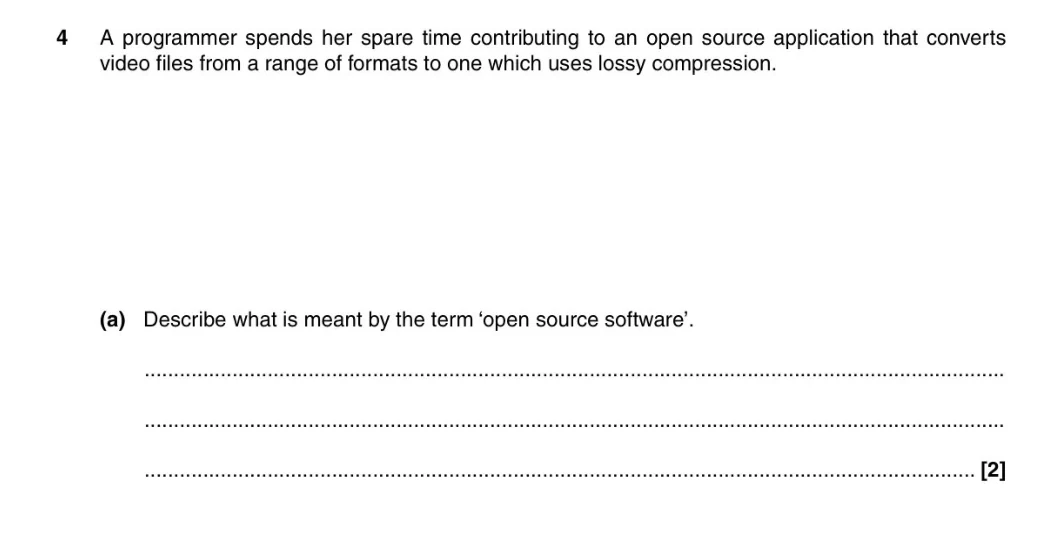 4 A programmer spends her spare time contributing to an open source application that converts
video files from a range of formats to one which uses lossy compression.
(a) Describe what is meant by the term ‘open source software’.
....................................................................................................
....................................................................................................
.................................................................................................... [2]